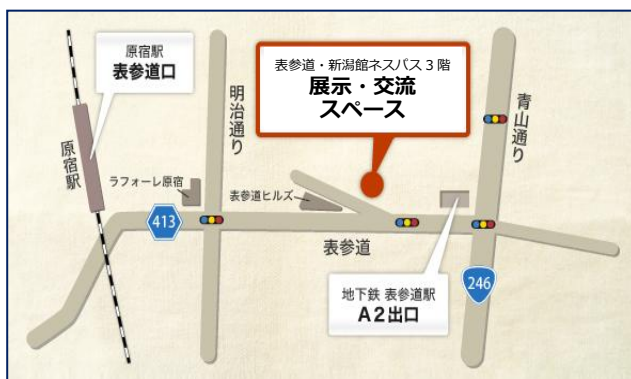 原宿駅
表参道口
原宿駅
明治通り
ラフォーレ原宿
413
表参道・新潟館ネスパス3階
展示・交流
スペース
表参道ヒルズ
表参道
青山通り
地下鉄 表参道駅
A2出口
246